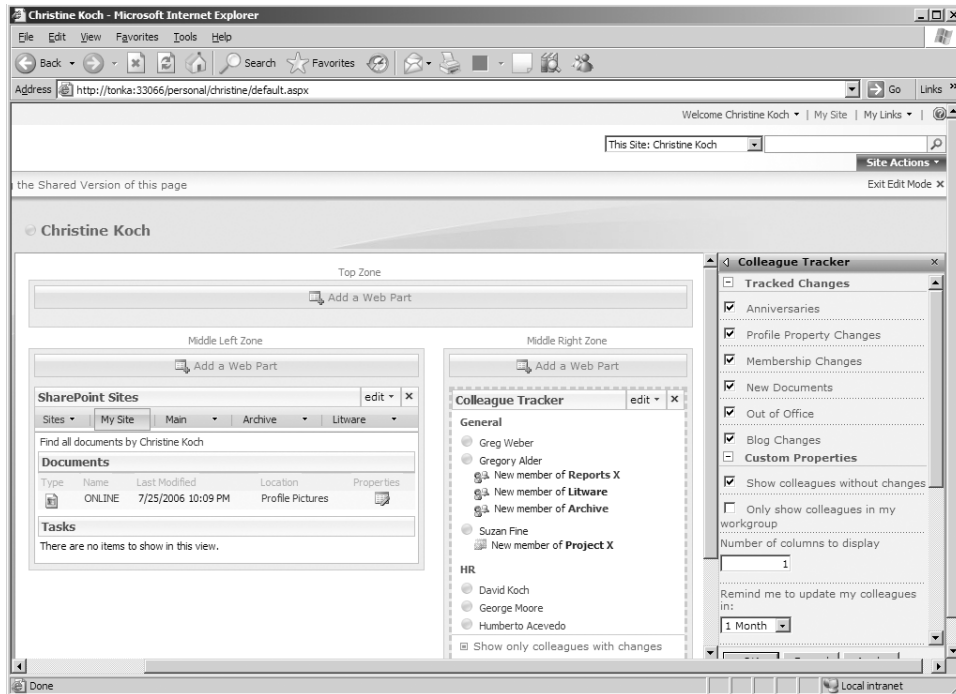 Christine Koch - Microsoft Internet Explorer
File Edit View Favorites Tools Help
Back Search Favorites
Address http://tonka:33066/personal/christine/default.aspx Go Links »
Welcome Christine Koch | My Site | My Links |
This Site: Christine Koch
Site Actions
the Shared Version of this page Exit Edit Mode ×
Christine Koch
Top Zone
Add a Web Part
Middle Left Zone
Add a Web Part
SharePoint Sites edit ×
Sites My Site Main Archive Litware
Find all documents by Christine Koch
Documents
Type Name Last Modified Location Properties
ONLINE 7/25/2006 10:09 PM Profile Pictures
Tasks
There are no items to show in this view.
Middle Right Zone
Add a Web Part
Colleague Tracker edit ×
General
Greg Weber
Gregory Alder
New member of Reports X
New member of Litware
New member of Archive
Suzan Fine
New member of Project X
HR
David Koch
George Moore
Humberto Acevedo
Show only colleagues with changes
Colleague Tracker ×
Tracked Changes
Anniversaries
Profile Property Changes
Membership Changes
New Documents
Out of Office
Blog Changes
Custom Properties
Show colleagues without changes
Only show colleagues in my
workgroup
Number of columns to display
1
Remind me to update my colleagues
in:
1 Month
Done Local intranet